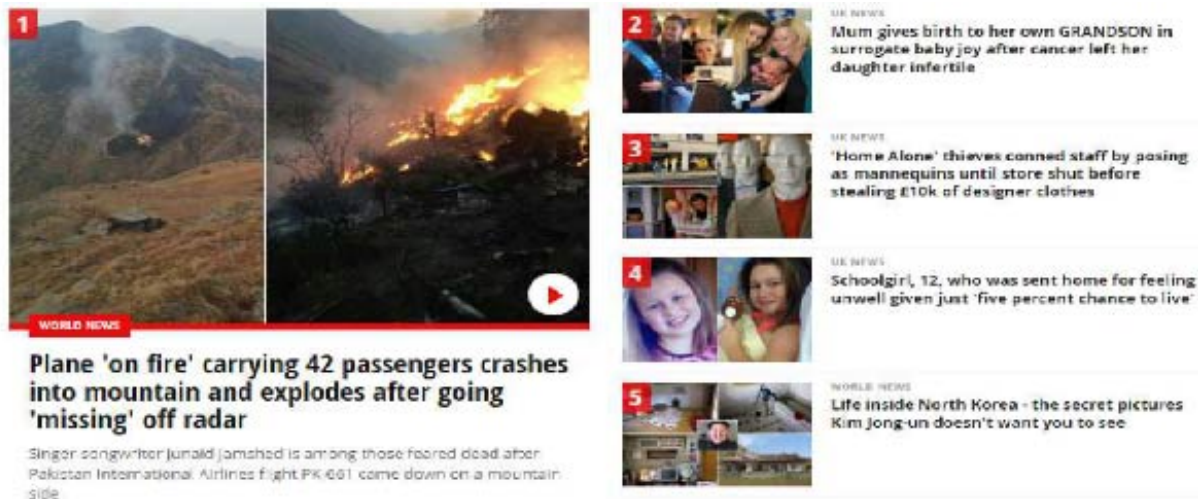 1
WORLD NEWS
Plane 'on fire' carrying 42 passengers crashes
into mountain and explodes after going
'missing' off radar
Singer-songwriter Junaid Jamshed is among those feared dead after
Pakistan International Airlines flight PK-661 came down on a mountain
side
2
UK NEWS
Mum gives birth to her own GRANDSON in
surrogate baby joy after cancer left her
daughter infertile
3
UK NEWS
'Home Alone' thieves conned staff by posing
as mannequins until store shut before
stealing £10k of designer clothes
4
UK NEWS
Schoolgirl, 12, who was sent home for feeling
unwell given just 'five percent chance to live'
5
WORLD NEWS
Life inside North Korea - the secret pictures
Kim Jong-un doesn't want you to see